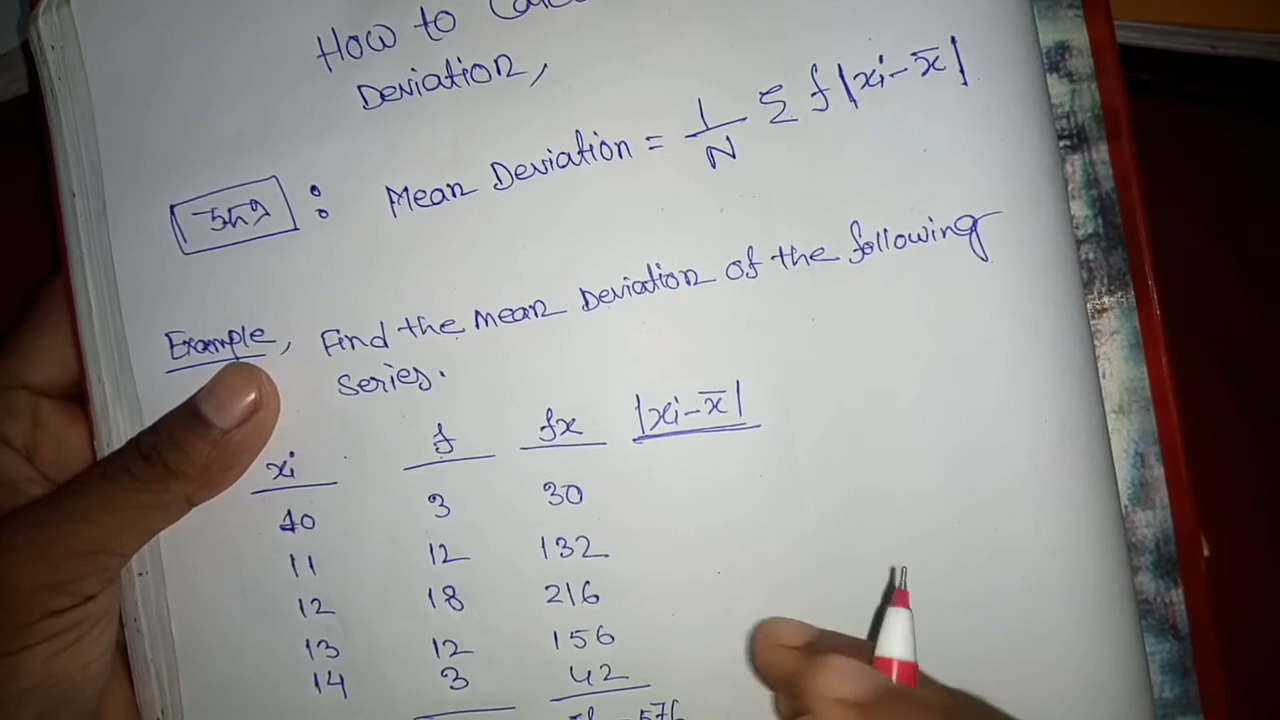 How to
Deviation,
সূত্র : Mean Deviation = 1/N Σ f|xi - x̄|
Example, Find the Mean Deviation of the following
series.
xi f fx |xi - x̄|
10 3 30
11 12 132
12 18 216
13 12 156
14 3 42
576